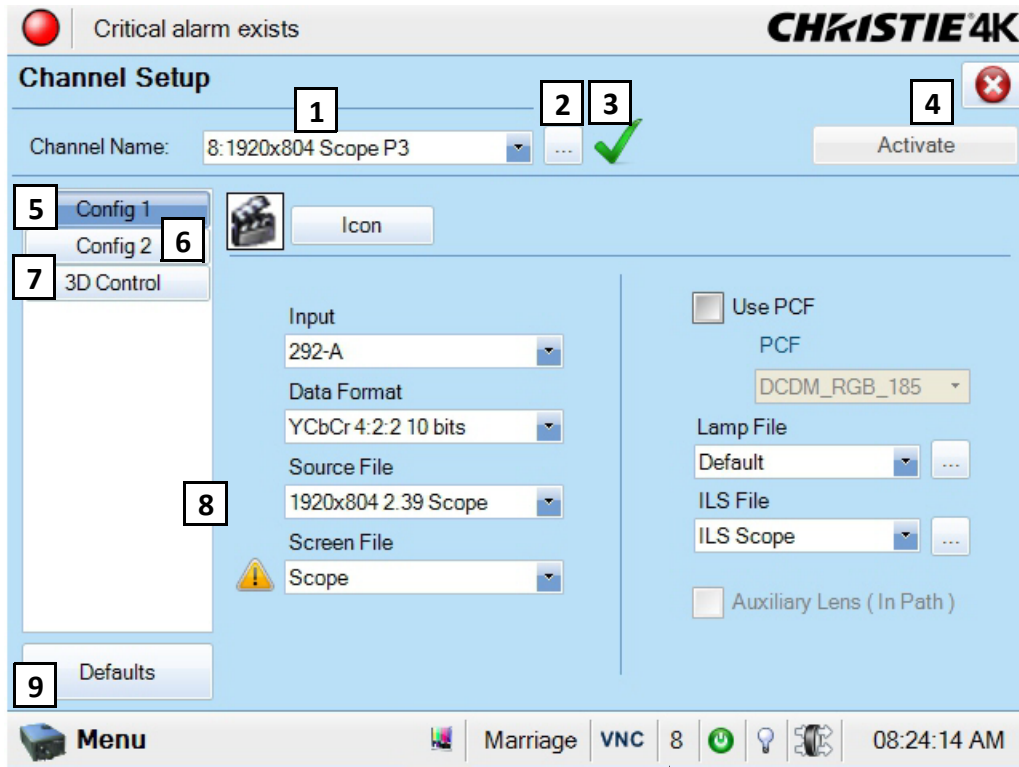 Critical alarm exists
CHRISTIE 4K
Channel Setup
1
2
3
4
Channel Name:
8:1920x804 Scope P3
...
Activate
5
Config 1
Icon
6
Config 2
7
3D Control
Input
292-A
Data Format
YCbCr 4:2:2 10 bits
8
Source File
1920x804 2.39 Scope
Screen File
Scope
Use PCF
PCF
DCDM_RGB_185
Lamp File
Default
...
ILS File
ILS Scope
...
Auxiliary Lens ( In Path )
9
Defaults
Menu
Marriage
VNC
8
08:24:14 AM